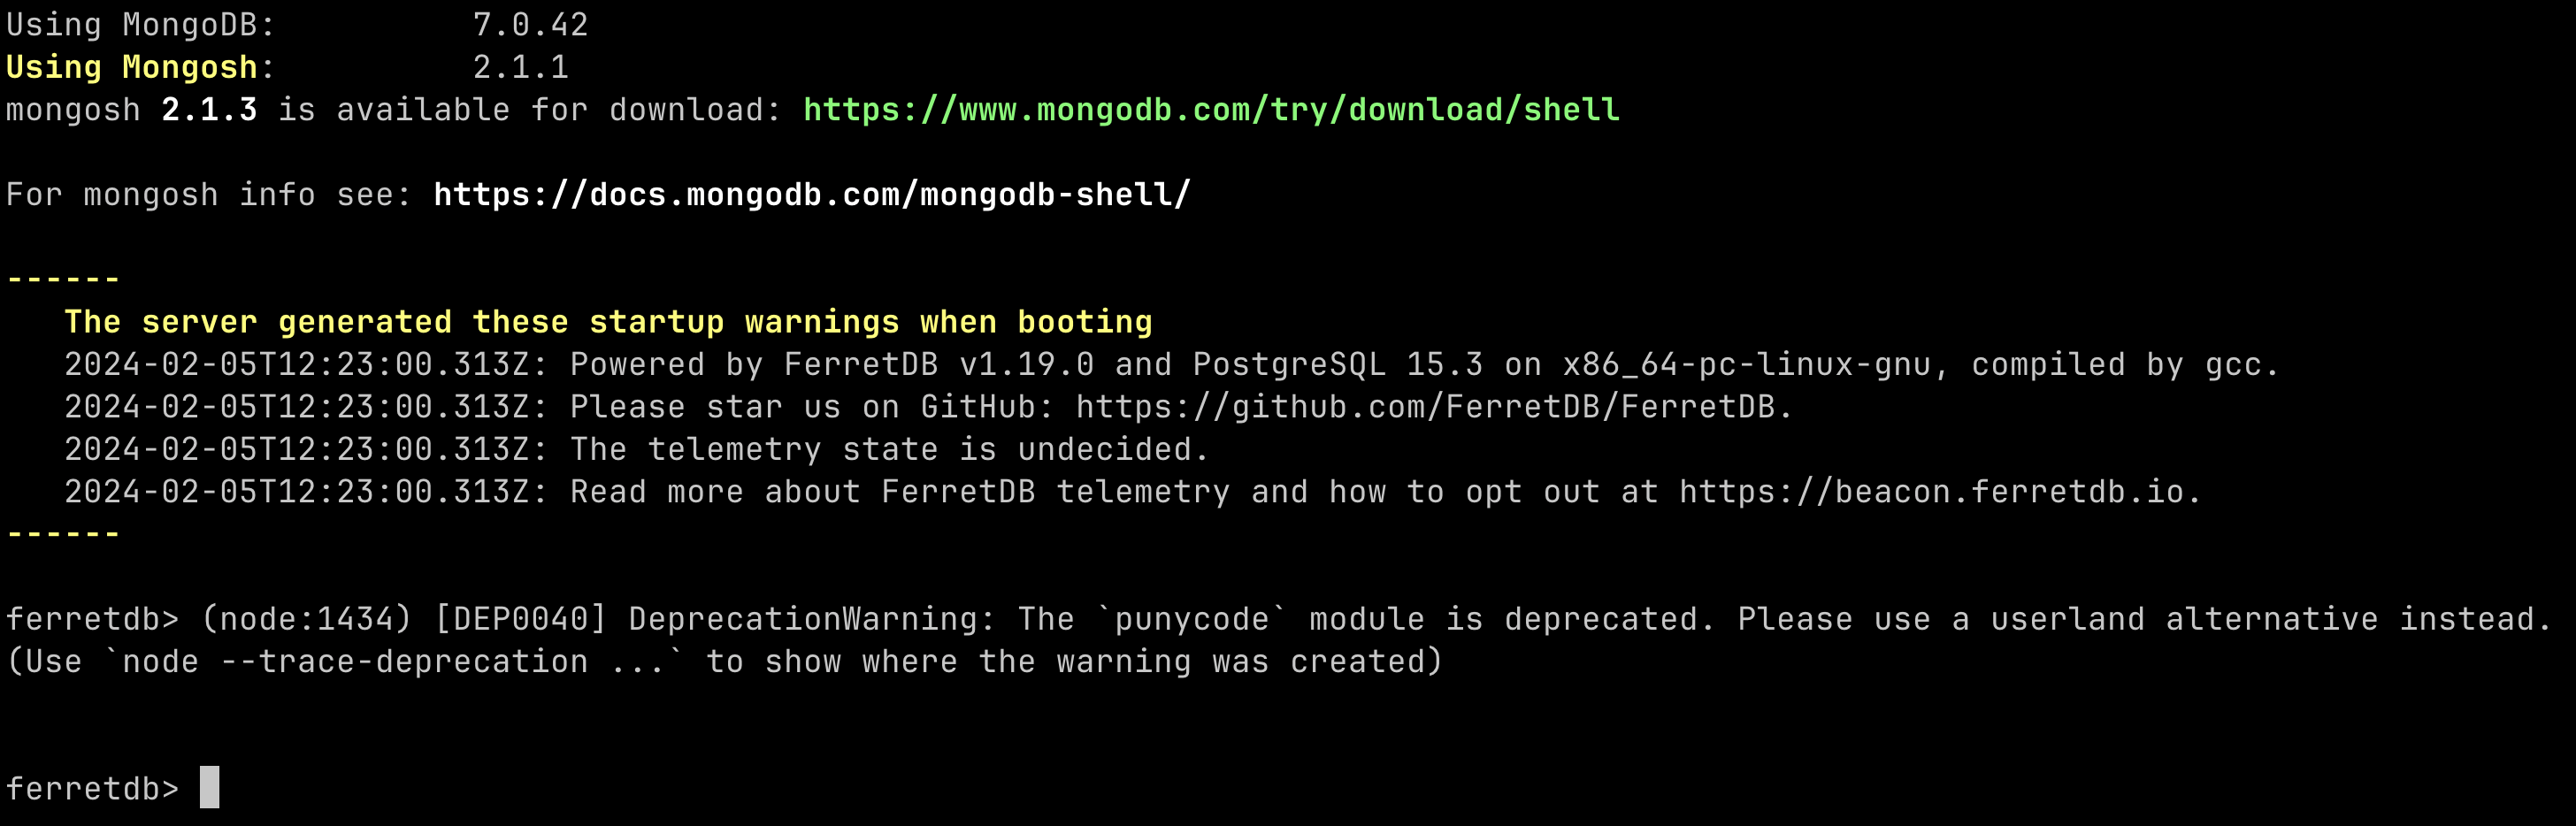 Using MongoDB:          7.0.42
Using Mongosh:          2.1.1
mongosh 2.1.3 is available for download: https://www.mongodb.com/try/download/shell
For mongosh info see: https://docs.mongodb.com/mongodb-shell/
------
   The server generated these startup warnings when booting
   2024-02-05T12:23:00.313Z: Powered by FerretDB v1.19.0 and PostgreSQL 15.3 on x86_64-pc-linux-gnu, compiled by gcc.
   2024-02-05T12:23:00.313Z: Please star us on GitHub: https://github.com/FerretDB/FerretDB.
   2024-02-05T12:23:00.313Z: The telemetry state is undecided.
   2024-02-05T12:23:00.313Z: Read more about FerretDB telemetry and how to opt out at https://beacon.ferretdb.io.
------
ferretdb> (node:1434) [DEP0040] DeprecationWarning: The `punycode` module is deprecated. Please use a userland alternative instead.
(Use `node --trace-deprecation ...` to show where the warning was created)
ferretdb>